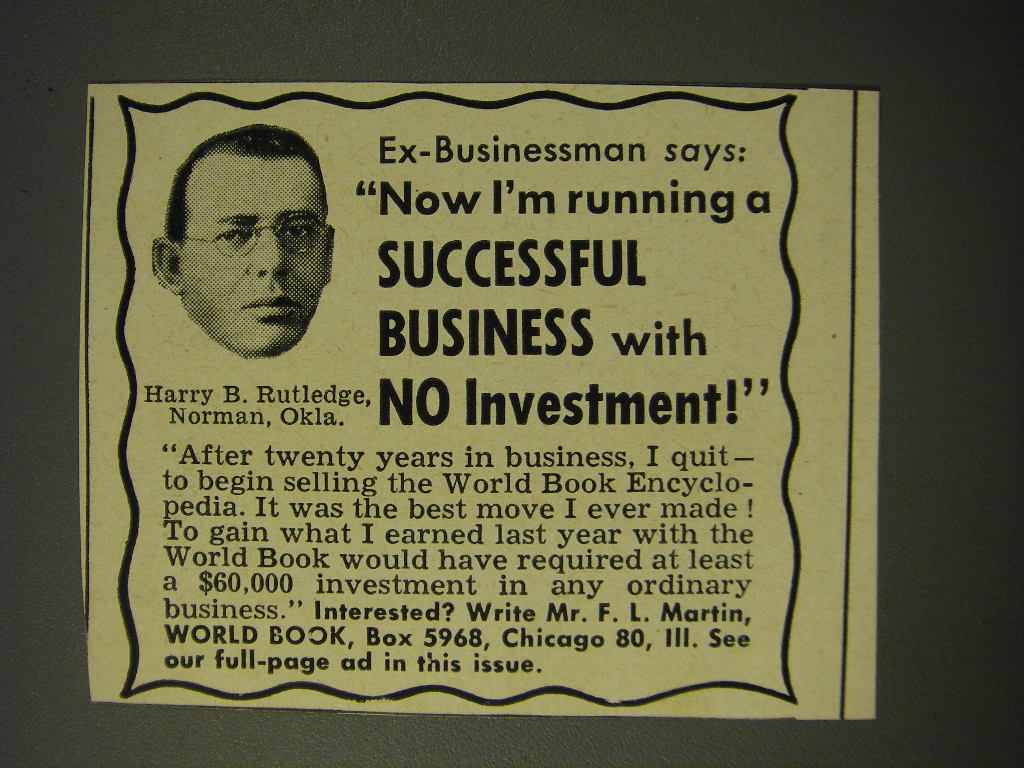 Ex-Businessman says:
“Now I’m running a
SUCCESSFUL
BUSINESS with
NO Investment!”
Harry B. Rutledge,
Norman, Okla.
“After twenty years in business, I quit—
to begin selling the World Book Encyclo-
pedia. It was the best move I ever made!
To gain what I earned last year with the
World Book would have required at least
a $60,000 investment in any ordinary
business.” Interested? Write Mr. F. L. Martin,
WORLD BOOK, Box 5968, Chicago 80, Ill. See
our full-page ad in this issue.